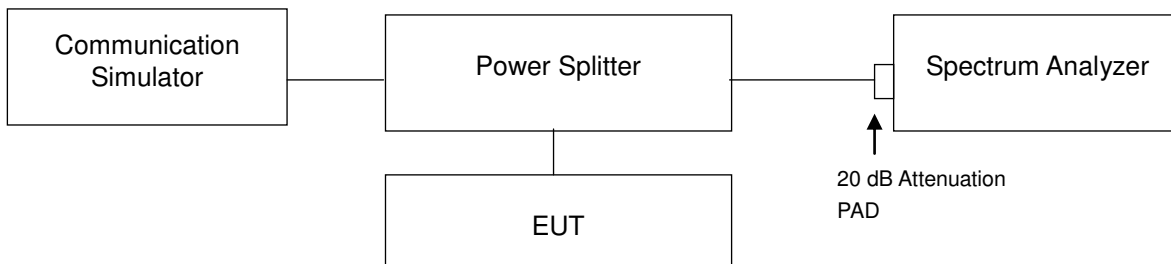 Communication
Simulator
Power Splitter
Spectrum Analyzer
20 dB Attenuation
PAD
EUT